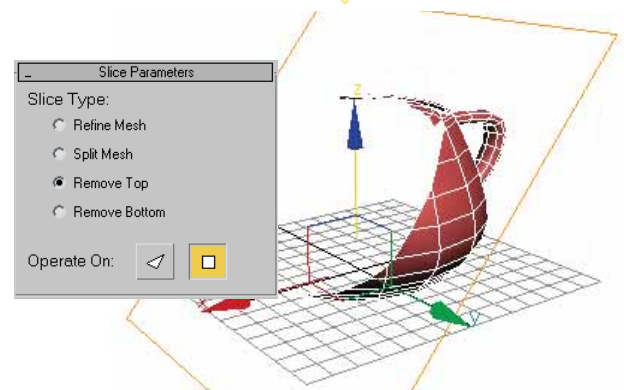 Slice Parameters
Slice Type:
Refine Mesh
Split Mesh
Remove Top
Remove Bottom
Operate On:
z
x
y